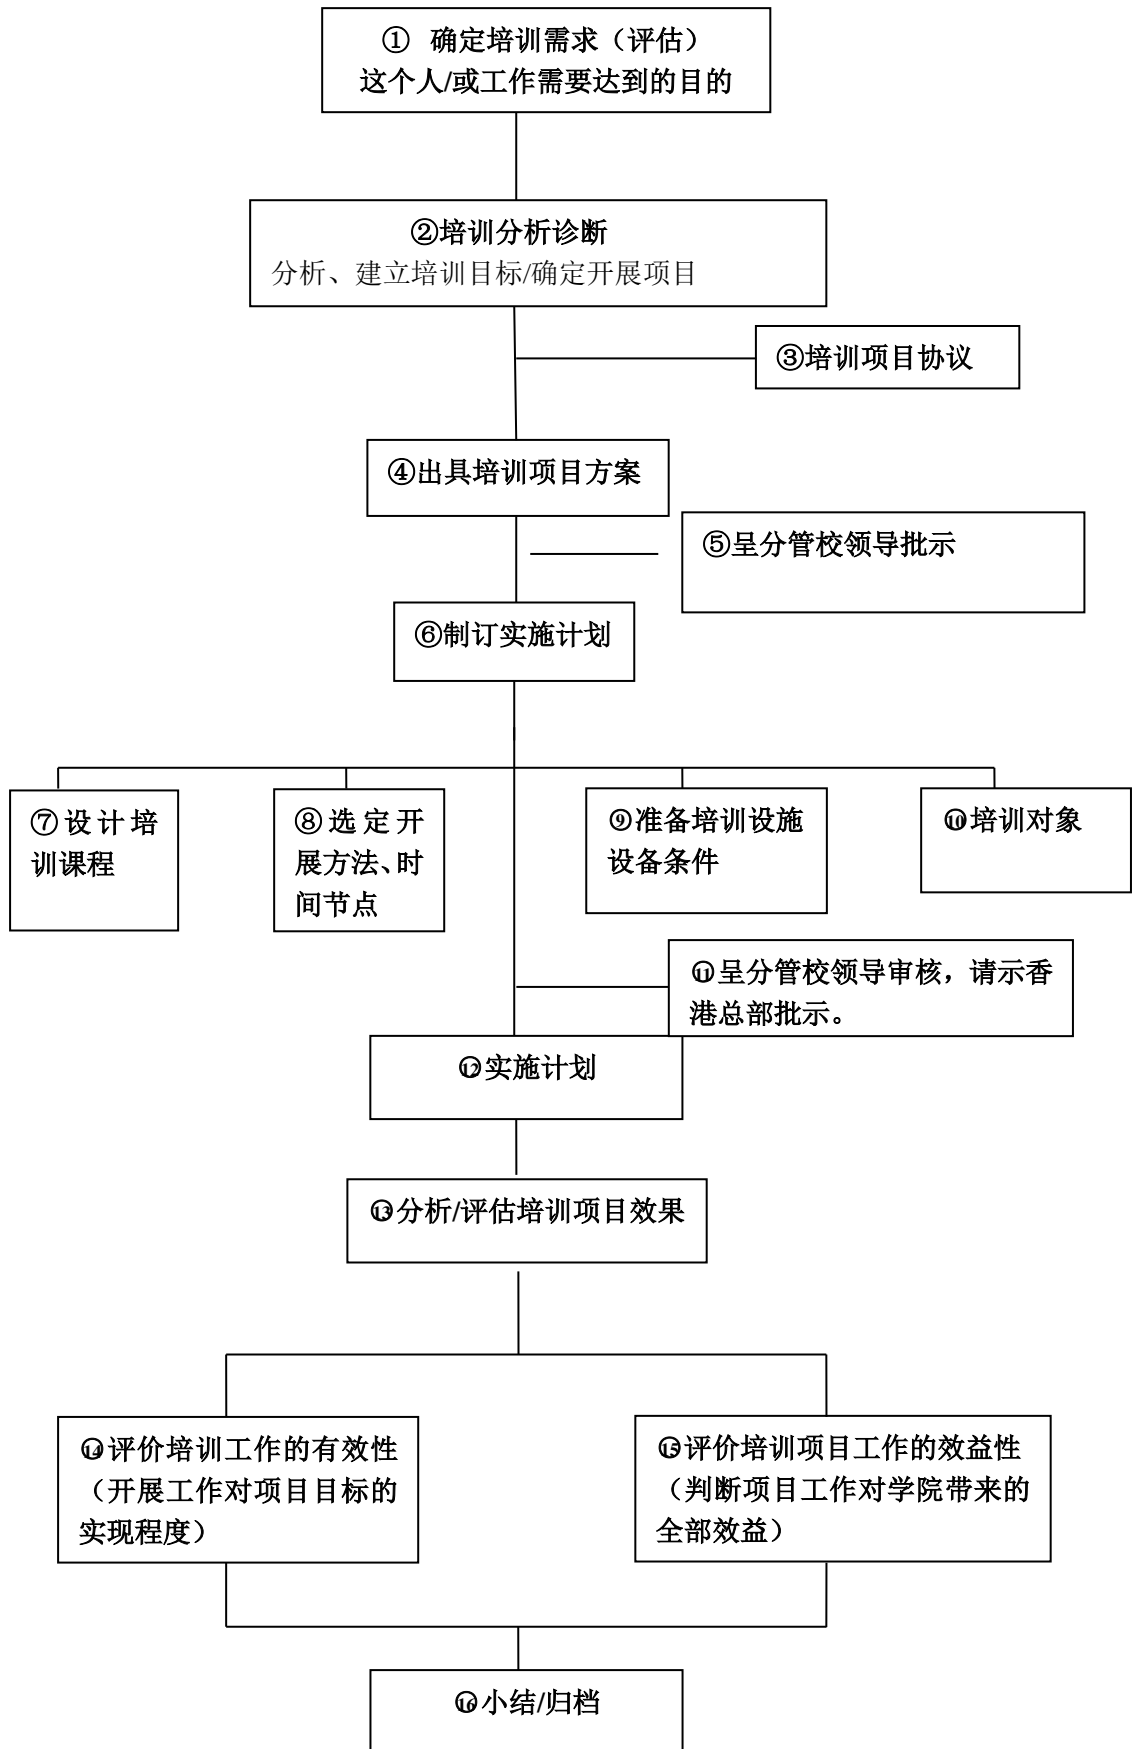 ① 确定培训需求（评估）
这个人/或工作需要达到的目的
②培训分析诊断
分析、建立培训目标/确定开展项目
③培训项目协议
④出具培训项目方案
⑤呈分管校领导批示
⑥制订实施计划
⑦设计培
训课程
⑧选定开
展方法、时
间节点
⑨准备培训设施
设备条件
⑩培训对象
⑪呈分管校领导审核，请示香
港总部批示。
⑫实施计划
⑬分析/评估培训项目效果
⑭评价培训工作的有效性
（开展工作对项目目标的
实现程度）
⑮评价培训项目工作的效益性
（判断项目工作对学院带来的
全部效益）
⑯小结/归档